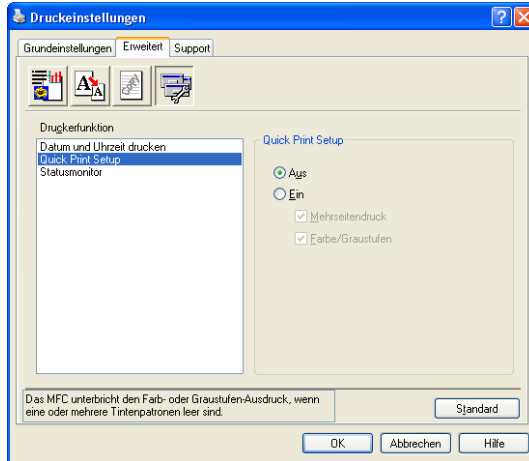 Druckeinstellungen
Grundeinstellungen Erweitert Support
Druckerfunktion
Datum und Uhrzeit drucken
Quick Print Setup
Statusmonitor
Quick Print Setup
Aus
Ein
Mehrseitendruck
Farbe/Graustufen
Das MFC unterbricht den Farb- oder Graustufen-Ausdruck, wenn
eine oder mehrere Tintenpatronen leer sind.
Standard
OK Abbrechen Hilfe